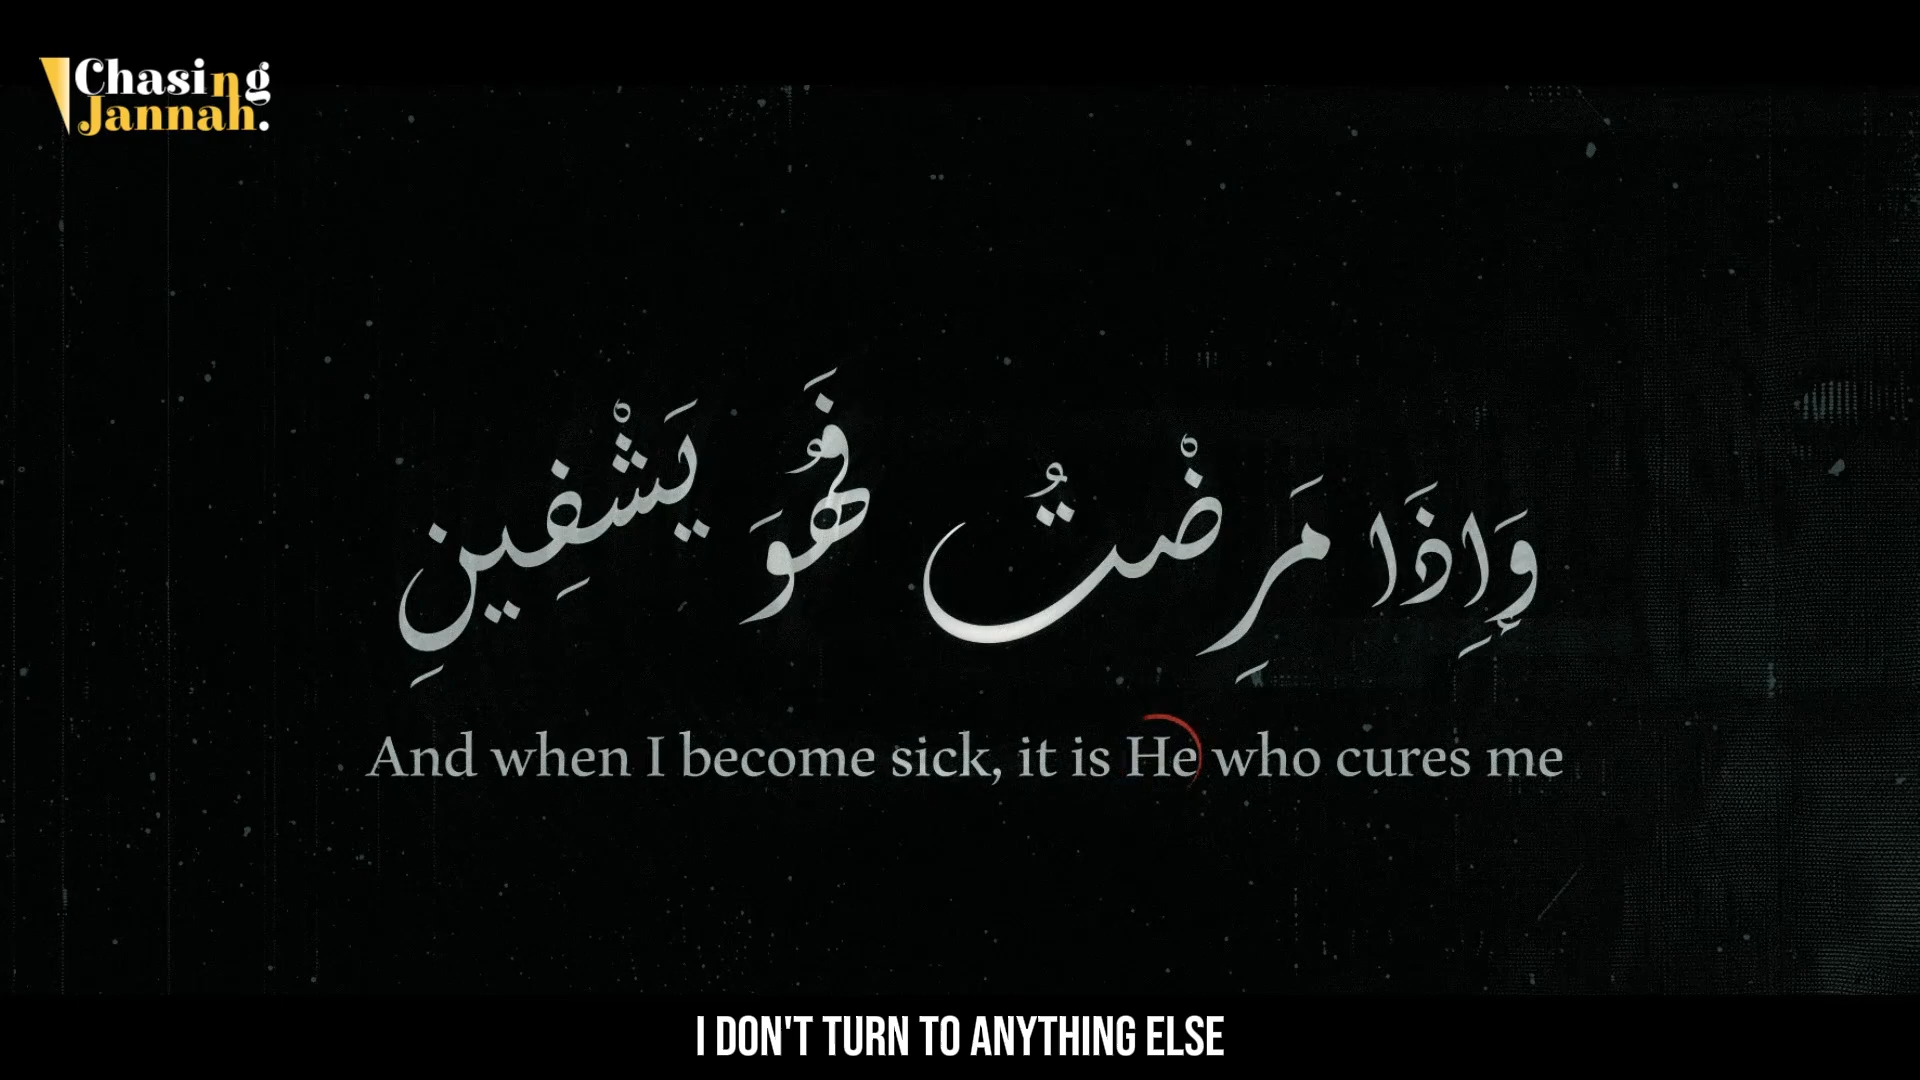 Chasing
Jannah.
وَإِذَا مَرِضْتُ فَهُوَ يَشْفِينِ
And when I become sick, it is He who cures me
I DON'T TURN TO ANYTHING ELSE